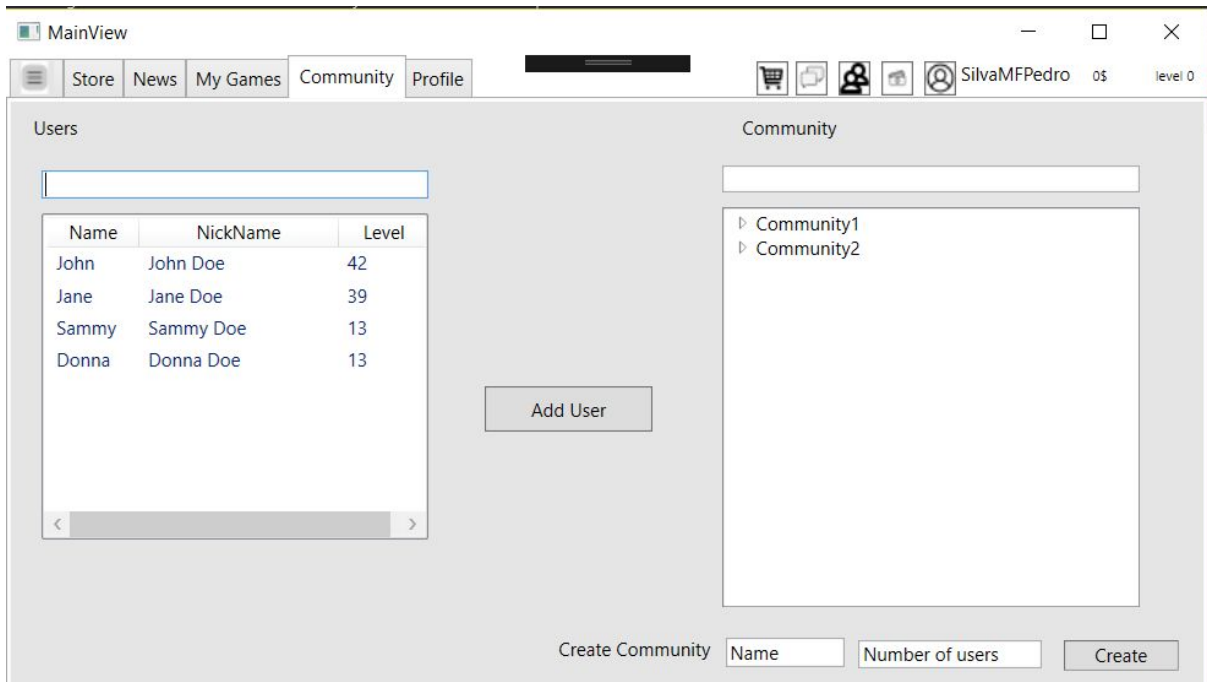 MainView
Store News My Games Community Profile SilvaMFPedro 0$ level 0
Users
Community
Name NickName Level
John John Doe 42
Jane Jane Doe 39
Sammy Sammy Doe 13
Donna Donna Doe 13
Community1
Community2
Add User
Create Community Name Number of users Create